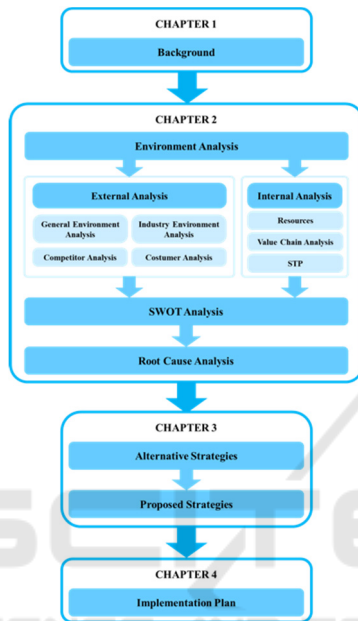 CHAPTER 1
Background
CHAPTER 2
Environment Analysis
External Analysis
General Environment
Analysis
Industry Environment
Analysis
Competitor Analysis
Costumer Analysis
Internal Analysis
Resources
Value Chain Analysis
STP
SWOT Analysis
Root Cause Analysis
CHAPTER 3
Alternative Strategies
Proposed Strategies
CHAPTER 4
Implementation Plan